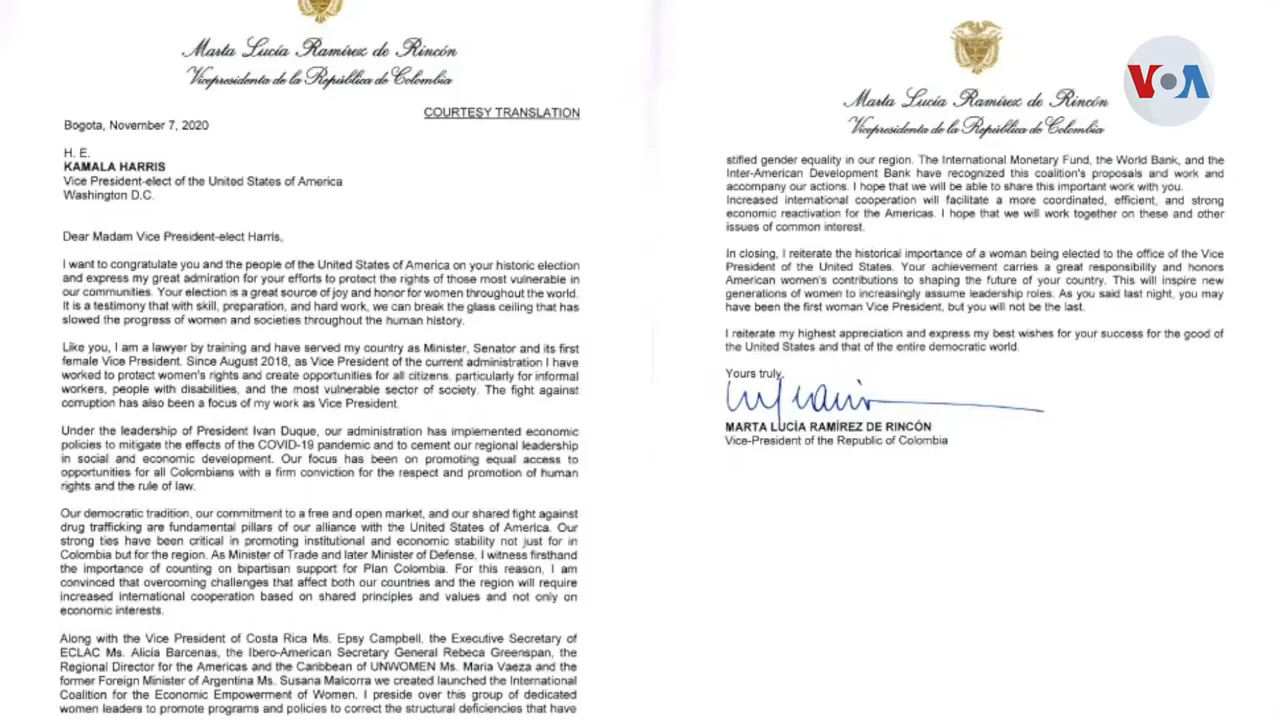 Marta Lucía Ramírez de Rincón
Vicepresidenta de la República de Colombia
COURTESY TRANSLATION
Bogota, November 7, 2020
H. E.
KAMALA HARRIS
Vice President-elect of the United States of America
Washington D.C.
Dear Madam Vice President-elect Harris,
I want to congratulate you and the people of the United States of America on your historic election
and express my great admiration for your efforts to protect the rights of those most vulnerable in
our communities. Your election is a great source of joy and honor for women throughout the world.
It is a testimony that with skill, preparation, and hard work, we can break the glass ceiling that has
slowed the progress of women and societies throughout the human history.
Like you, I am a lawyer by training and have served my country as Minister, Senator and its first
female Vice President. Since August 2018, as Vice President of the current administration I have
worked to protect women's rights and create opportunities for all citizens, particularly for informal
workers, people with disabilities, and the most vulnerable sector of society. The fight against
corruption has also been a focus of my work as Vice President.
Under the leadership of President Ivan Duque, our administration has implemented economic
policies to mitigate the effects of the COVID-19 pandemic and to cement our regional leadership
in social and economic development. Our focus has been on promoting equal access to
opportunities for all Colombians with a firm conviction for the respect and promotion of human
rights and the rule of law.
Our democratic tradition, our commitment to a free and open market, and our shared fight against
drug trafficking are fundamental pillars of our alliance with the United States of America. Our
strong ties have been critical in promoting institutional and economic stability not just for in
Colombia but for the region. As Minister of Trade and later Minister of Defense, I witness firsthand
the importance of counting on bipartisan support for Plan Colombia. For this reason, I am
convinced that overcoming challenges that affect both our countries and the region will require
increased international cooperation based on shared principles and values and not only on
economic interests.
Along with the Vice President of Costa Rica Ms. Epsy Campbell, the Executive Secretary of
ECLAC Ms. Alicia Barcenas, the Ibero-American Secretary General Rebeca Greenspan, the
Regional Director for the Americas and the Caribbean of UNWOMEN Ms. Maria Vaeza and the
former Foreign Minister of Argentina Ms. Susana Malcorra we created launched the International
Coalition for the Economic Empowerment of Women. I preside over this group of dedicated
women leaders to promote programs and policies to correct the structural deficiencies that have
VOA
Marta Lucía Ramírez de Rincón
Vicepresidenta de la República de Colombia
stified gender equality in our region. The International Monetary Fund, the World Bank, and the
Inter-American Development Bank have recognized this coalition's proposals and work and
accompany our actions. I hope that we will be able to share this important work with you.
Increased international cooperation will facilitate a more coordinated, efficient, and strong
economic reactivation for the Americas. I hope that we will work together on these and other
issues of common interest.
In closing, I reiterate the historical importance of a woman being elected to the office of the Vice
President of the United States. Your achievement carries a great responsibility and honors
American women's contributions to shaping the future of your country. This will inspire new
generations of women to increasingly assume leadership roles. As you said last night, you may
have been the first woman Vice President, but you will not be the last.
I reiterate my highest appreciation and express my best wishes for your success for the good of
the United States and that of the entire democratic world.
Yours truly,
MARTA LUCÍA RAMÍREZ DE RINCÓN
Vice-President of the Republic of Colombia